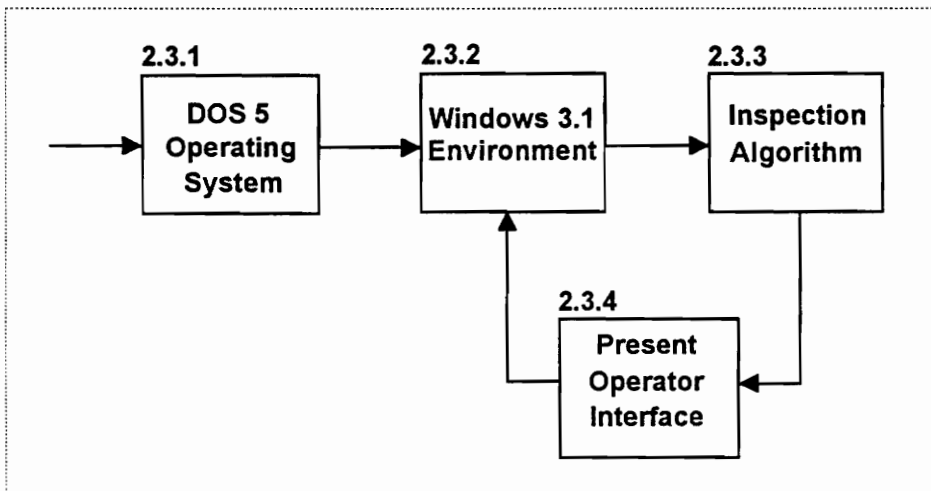 2.3.1
DOS 5
Operating
System
2.3.2
Windows 3.1
Environment
2.3.3
Inspection
Algorithm
2.3.4
Present
Operator
Interface